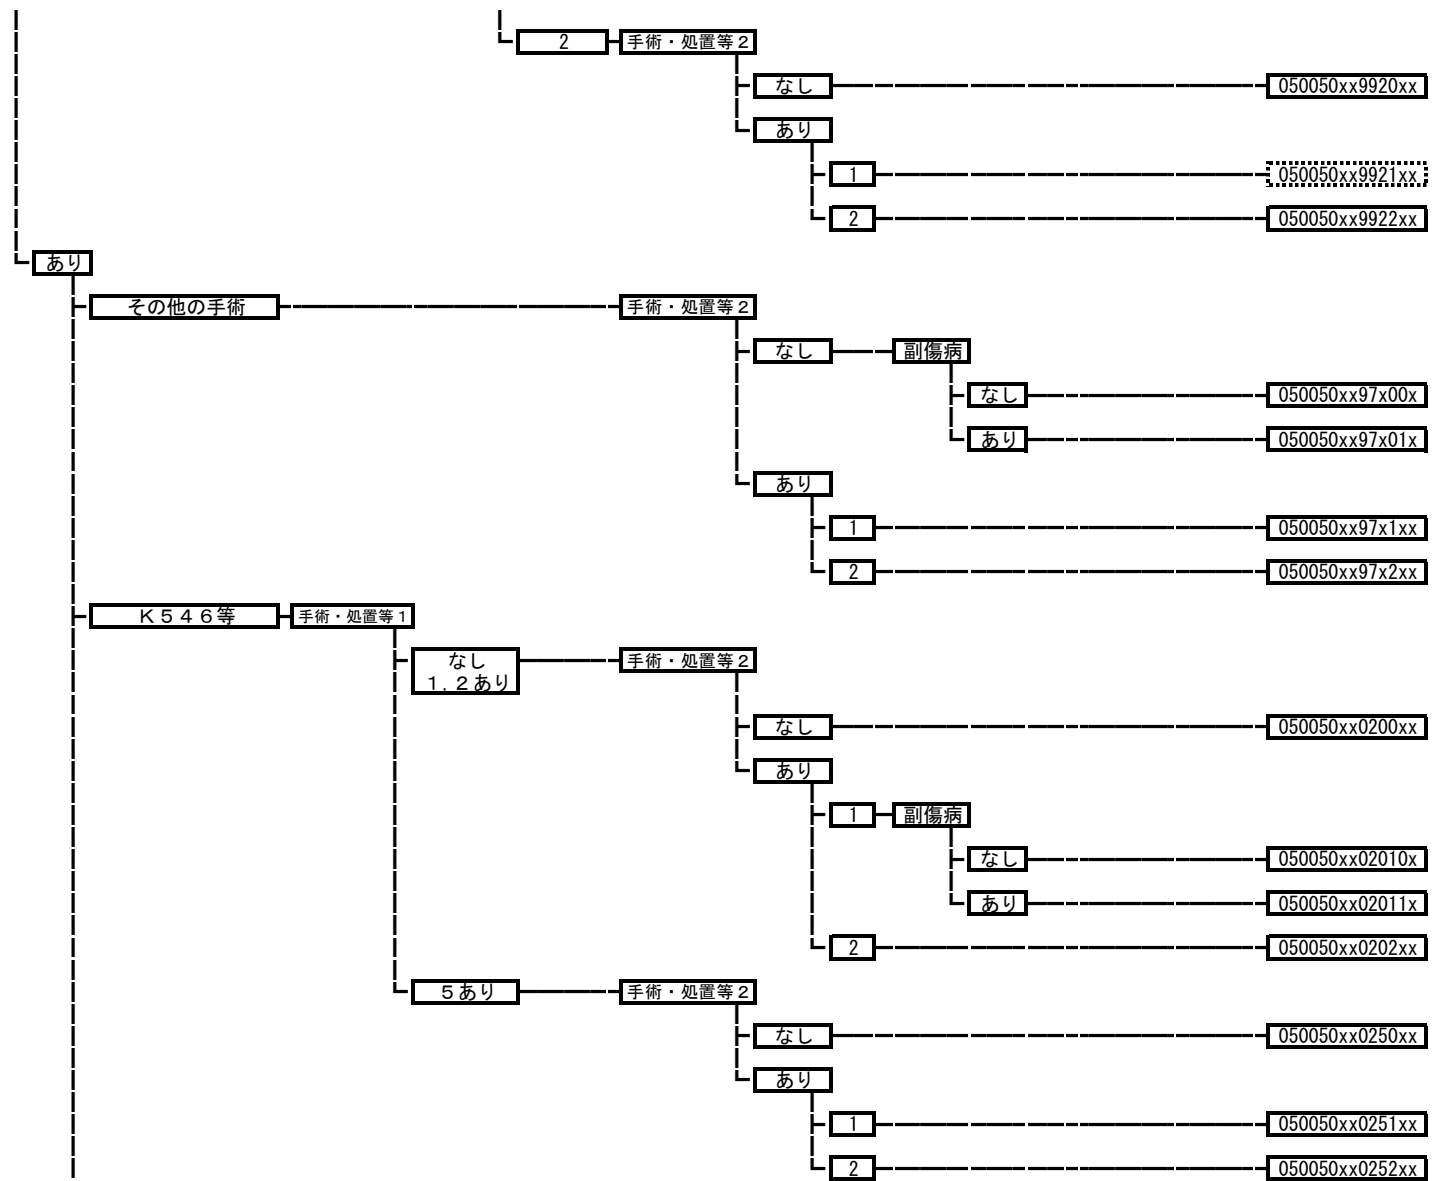 2 手術・処置等２
なし 050050xx9920xx
あり
1 050050xx9921xx
2 050050xx9922xx
あり
その他の手術 手術・処置等２
なし 副傷病
なし 050050xx97x00x
あり 050050xx97x01x
あり
1 050050xx97x1xx
2 050050xx97x2xx
Ｋ５４６等 手術・処置等１
なし 手術・処置等２
１,２あり
なし 050050xx0200xx
あり
1 副傷病
なし 050050xx02010x
あり 050050xx02011x
2 050050xx0202xx
５あり 手術・処置等２
なし 050050xx0250xx
あり
1 050050xx0251xx
2 050050xx0252xx